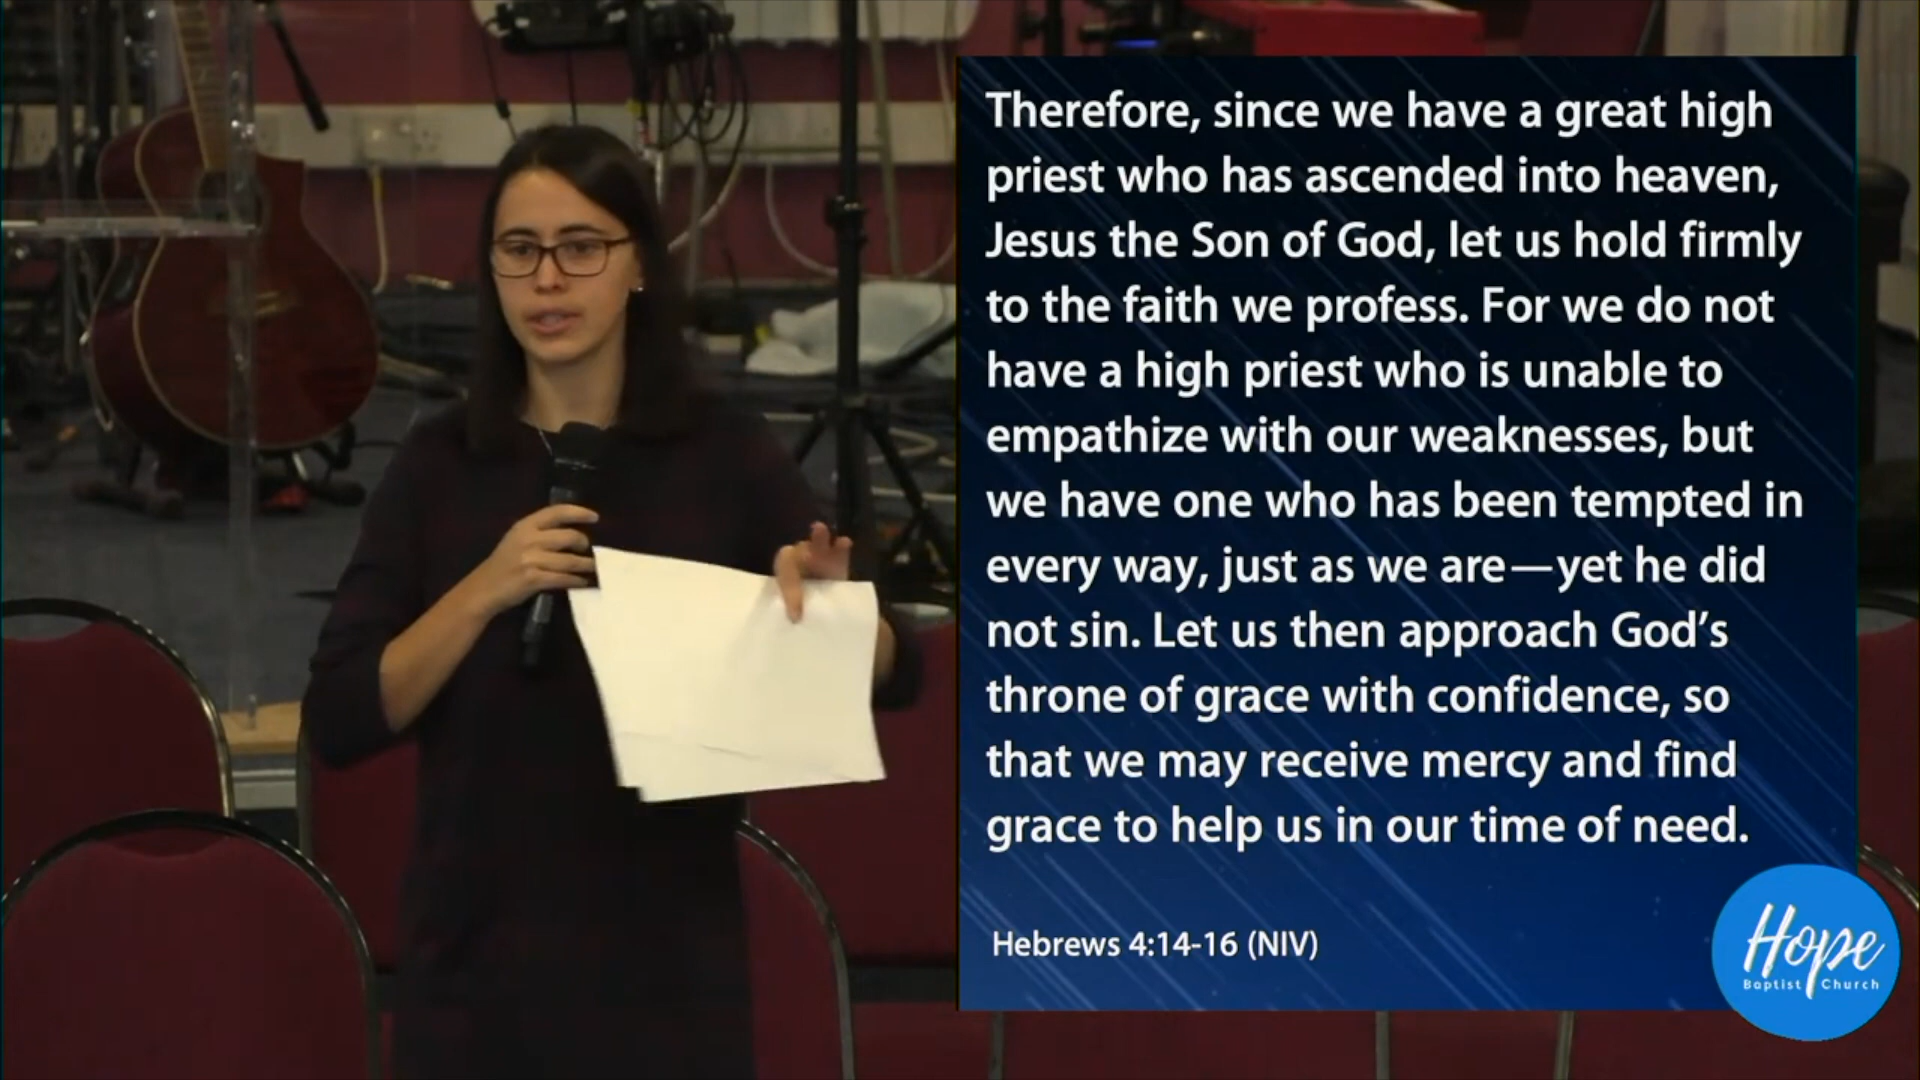 Therefore, since we have a great high
priest who has ascended into heaven,
Jesus the Son of God, let us hold firmly
to the faith we profess. For we do not
have a high priest who is unable to
empathize with our weaknesses, but
we have one who has been tempted in
every way, just as we are—yet he did
not sin. Let us then approach God’s
throne of grace with confidence, so
that we may receive mercy and find
grace to help us in our time of need.
Hebrews 4:14-16 (NIV)
Hope
Baptist Church